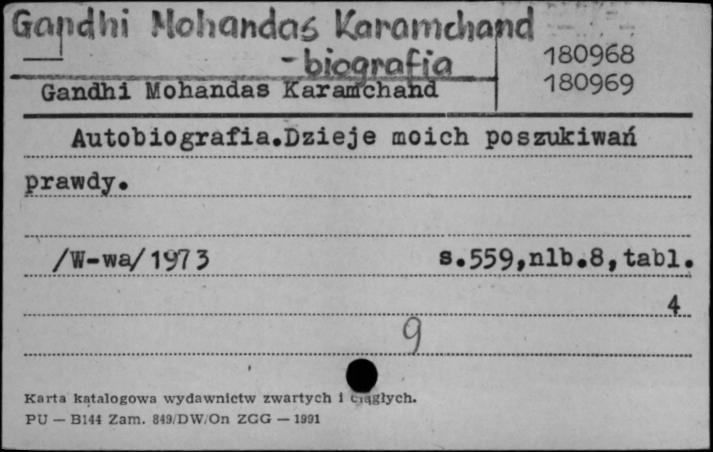 Gandhi Mohandas Karamchand
- biografia
180968
180969
Gandhi Mohandas Karamchand
Autobiografia.Dzieje moich poszukiwań
prawdy.
/W-wa/ 1973 s.559,nlb.8,tabl.
4
9
Karta katalogowa wydawnictw zwartych i ciągłych.
PU — B144 Zam. 849/DW/On ZGG — 1991